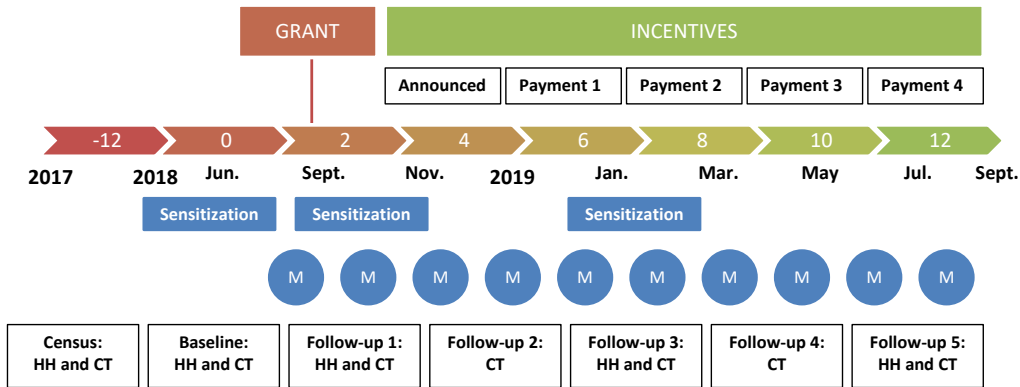 GRANT INCENTIVES
Announced Payment 1 Payment 2 Payment 3 Payment 4
-12 0 2 4 6 8 10 12
2017 2018 Jun. Sept. Nov. 2019 Jan. Mar. May Jul. Sept.
Sensitization Sensitization Sensitization
M M M M M M M M M M
Census: Baseline: Follow-up 1: Follow-up 2: Follow-up 3: Follow-up 4: Follow-up 5:
HH and CT HH and CT HH and CT CT HH and CT CT HH and CT